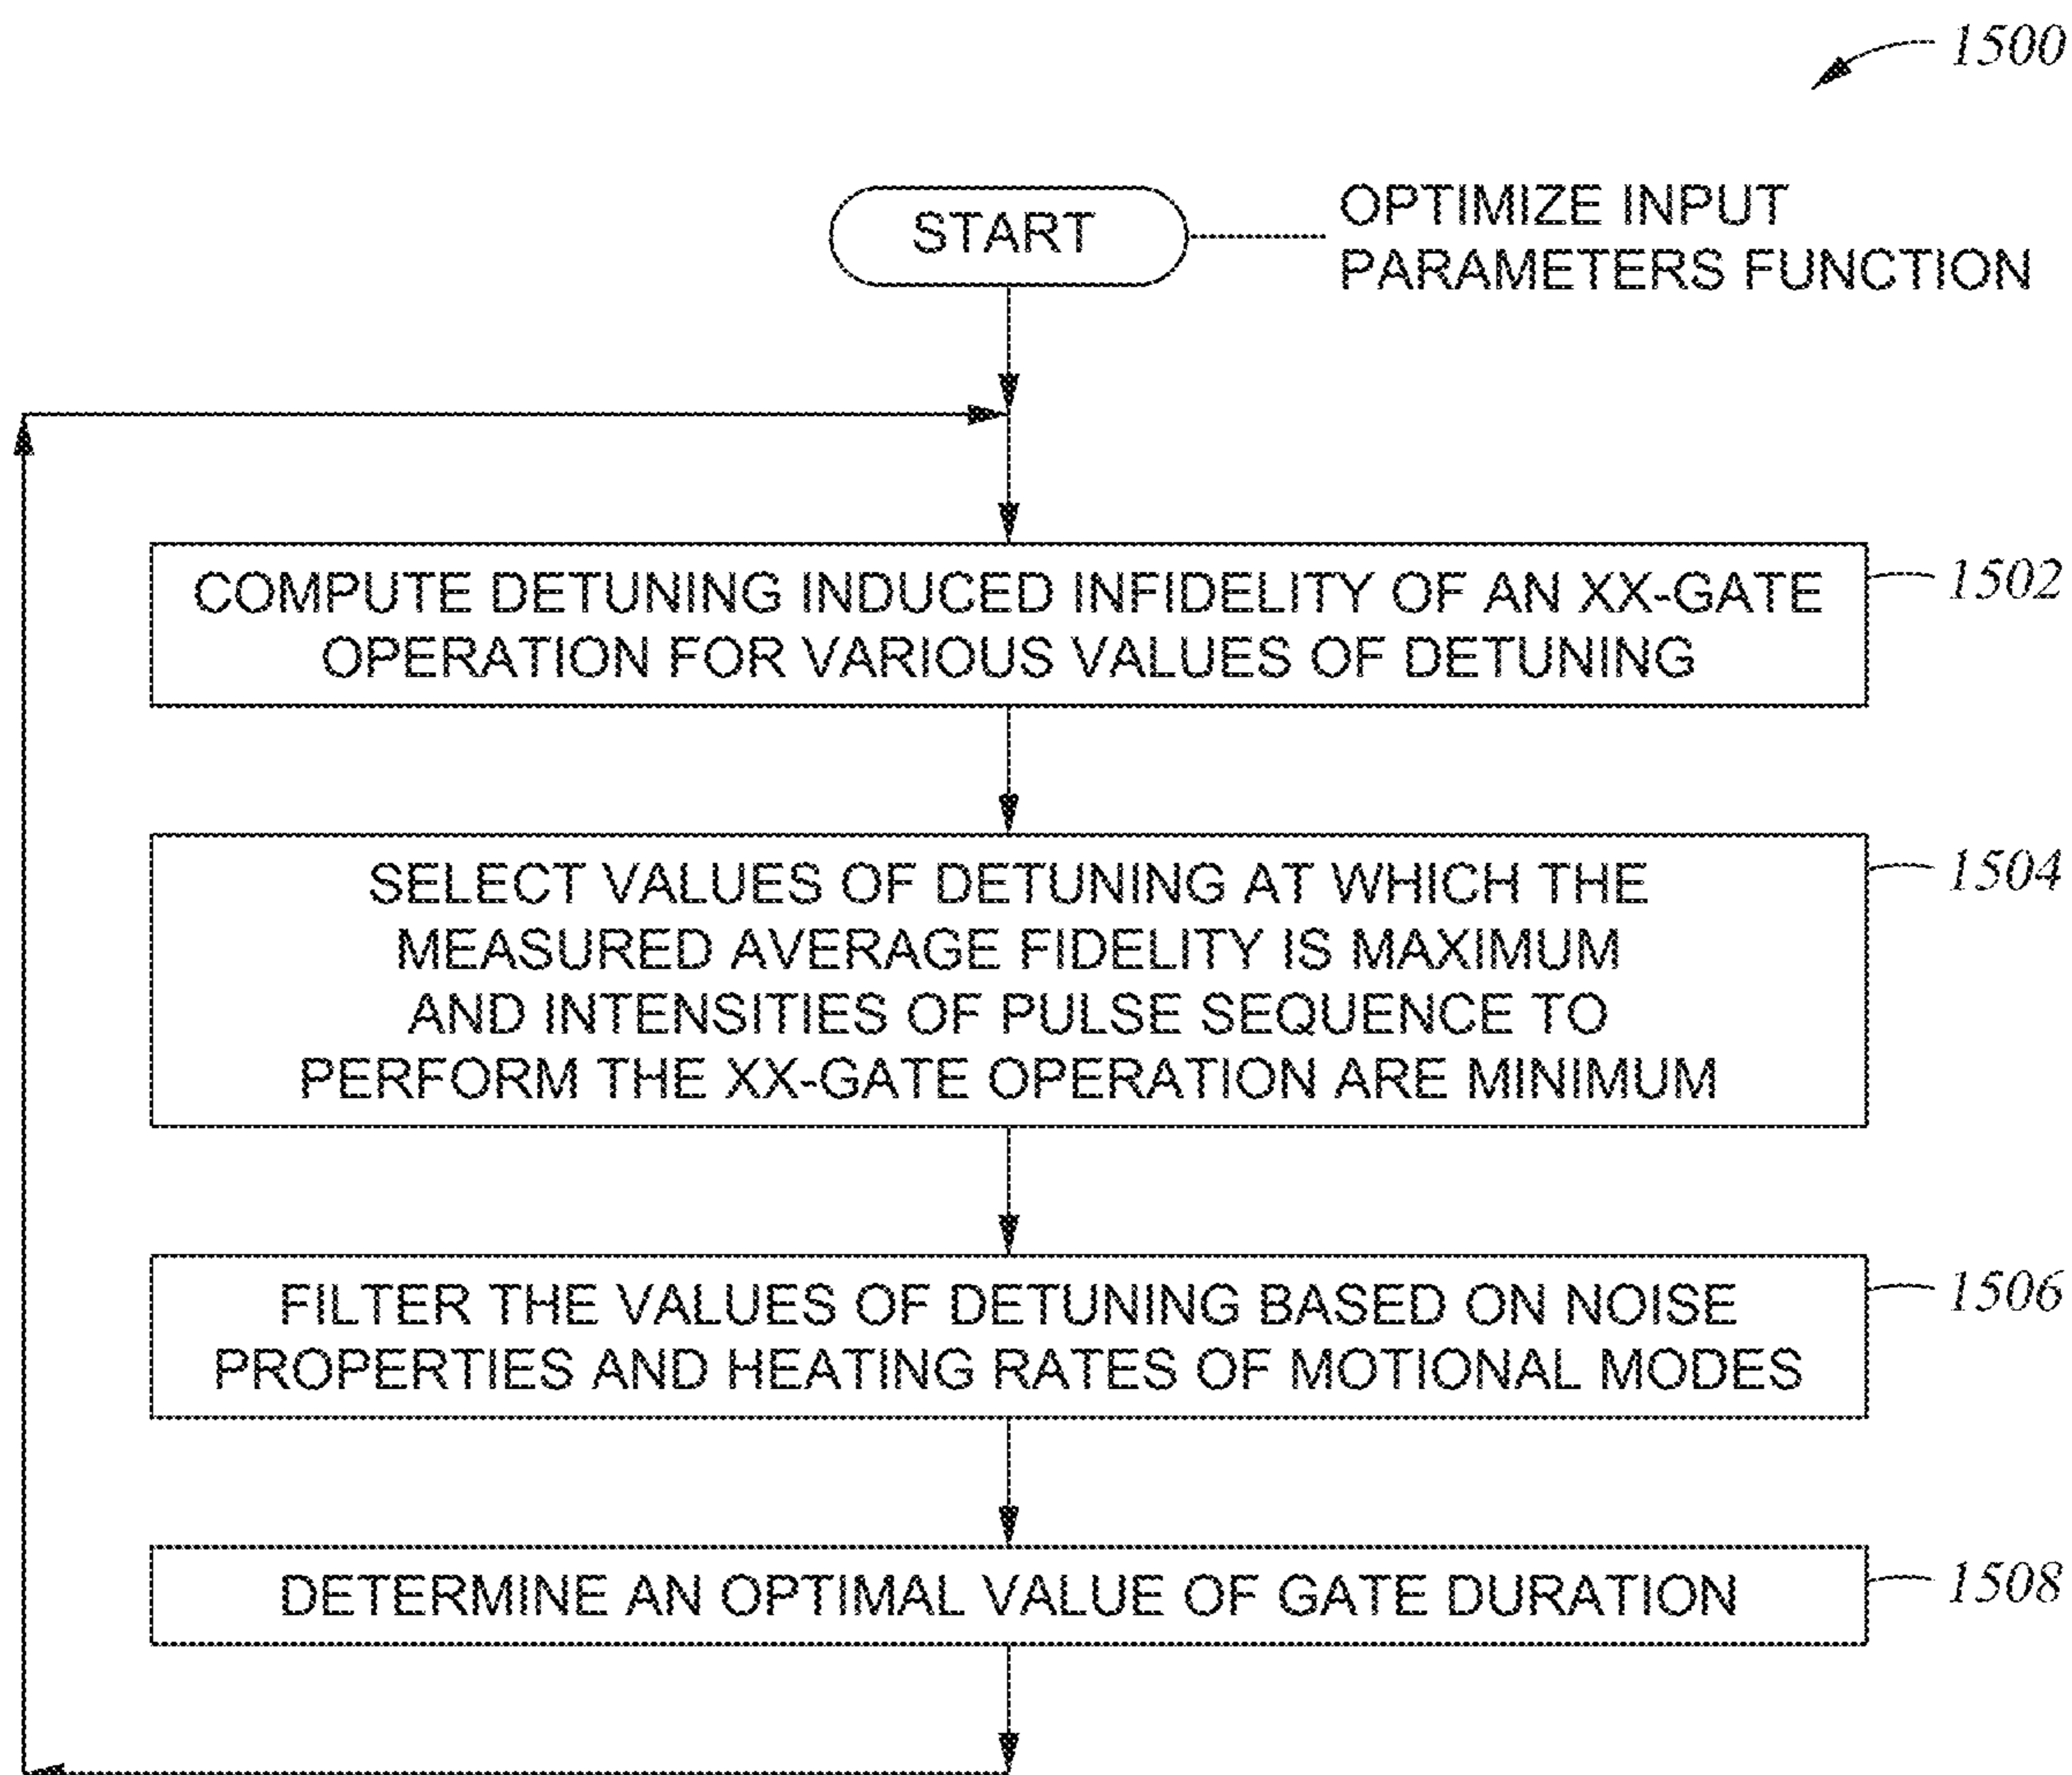 1500
START
OPTIMIZE INPUT
PARAMETERS FUNCTION
COMPUTE DETUNING INDUCED INFIDELITY OF AN XX-GATE
OPERATION FOR VARIOUS VALUES OF DETUNING
1502
SELECT VALUES OF DETUNING AT WHICH THE
MEASURED AVERAGE FIDELITY IS MAXIMUM
AND INTENSITIES OF PULSE SEQUENCE TO
PERFORM THE XX-GATE OPERATION ARE MINIMUM
1504
FILTER THE VALUES OF DETUNING BASED ON NOISE
PROPERTIES AND HEATING RATES OF MOTIONAL MODES
1506
DETERMINE AN OPTIMAL VALUE OF GATE DURATION
1508